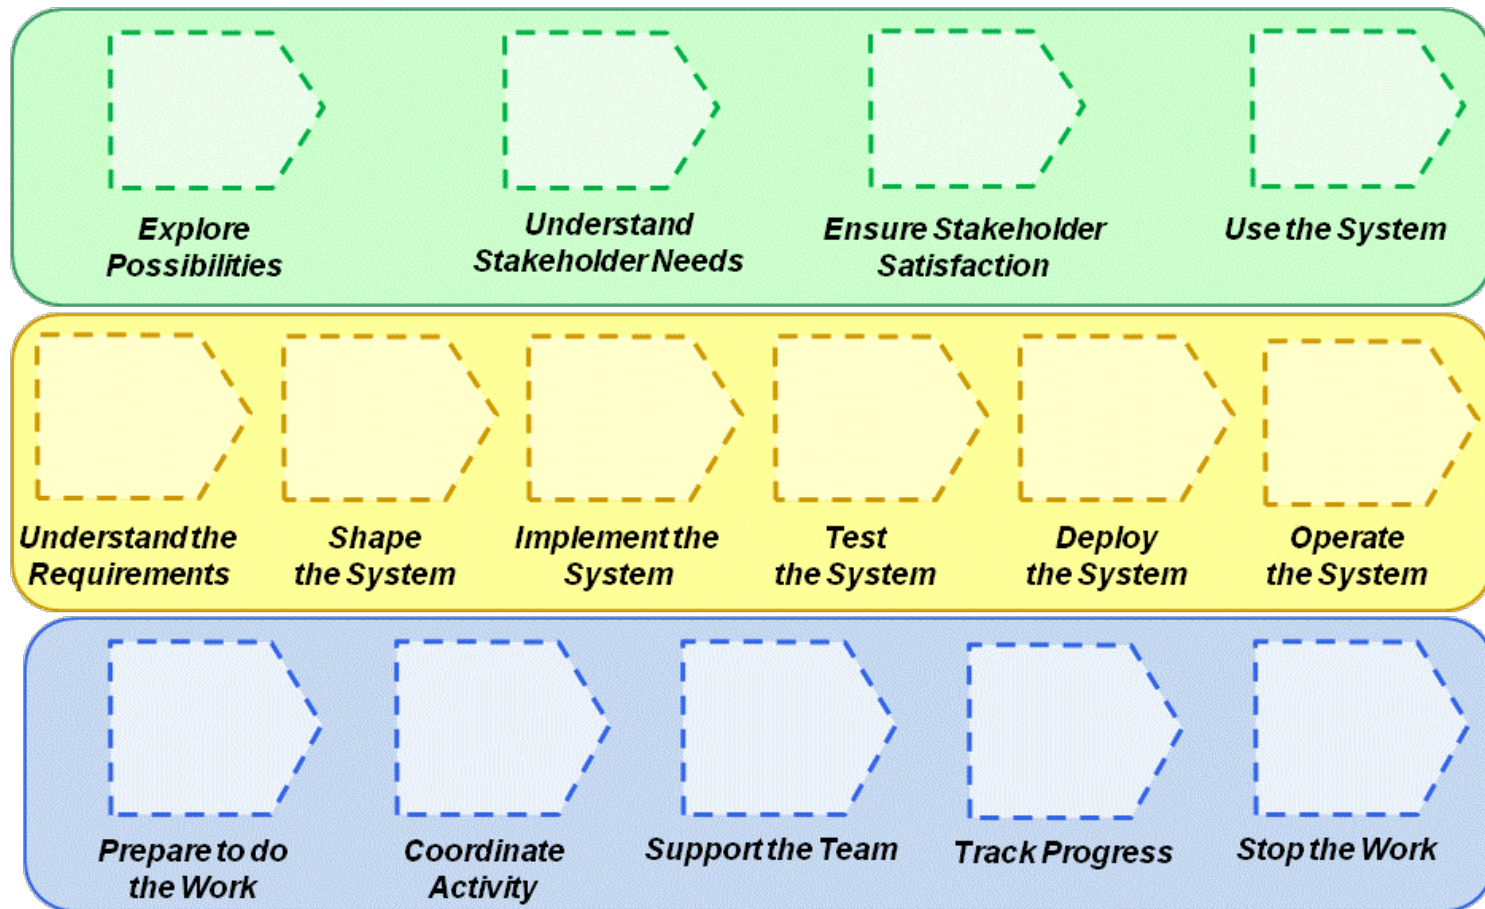 Explore
Possibilities
Understand
Stakeholder Needs
Ensure Stakeholder
Satisfaction
Use the System
Understand the
Requirements
Shape
the System
Implement the
System
Test
the System
Deploy
the System
Operate
the System
Prepare to do
the Work
Coordinate
Activity
Support the Team
Track Progress
Stop the Work